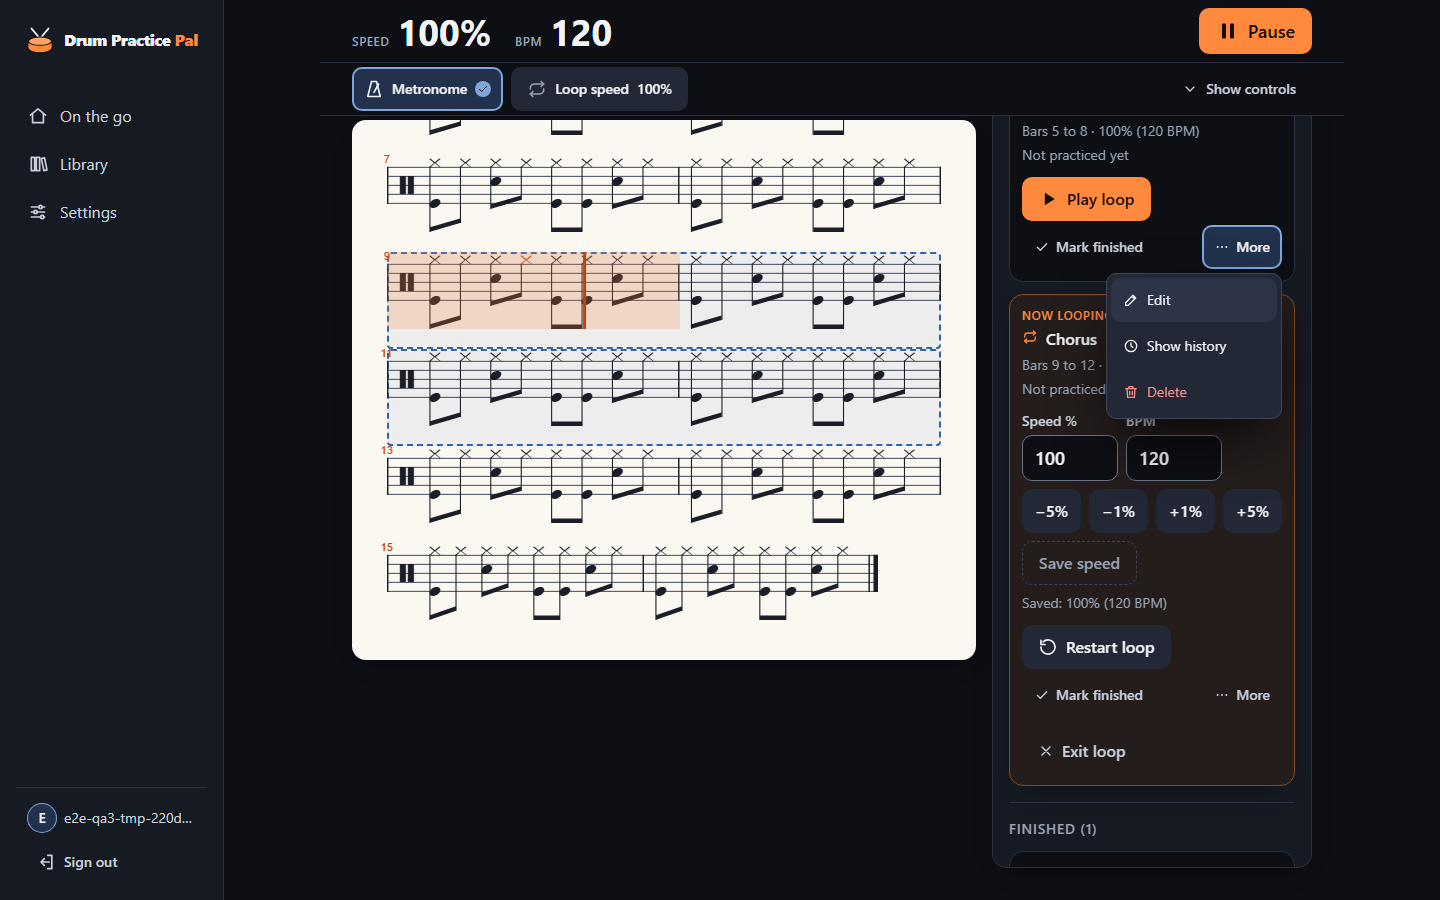 Drum Practice Pal
On the go
Library
Settings
e2e-qa3-tmp-220d...
E
Sign out
SPEED 100% BPM 120
Pause
Metronome
Loop speed 100%
Show controls
7
9
11
13
15
Bars 5 to 8 · 100% (120 BPM)
Not practiced yet
Play loop
Mark finished
··· More
Edit
Show history
Delete
NOW LOOPING
Chorus
Bars 9 to 12 ·
Not practiced
Speed %
BPM
100
120
−5%
−1%
+1%
+5%
Save speed
Saved: 100% (120 BPM)
Restart loop
Mark finished
··· More
Exit loop
FINISHED (1)